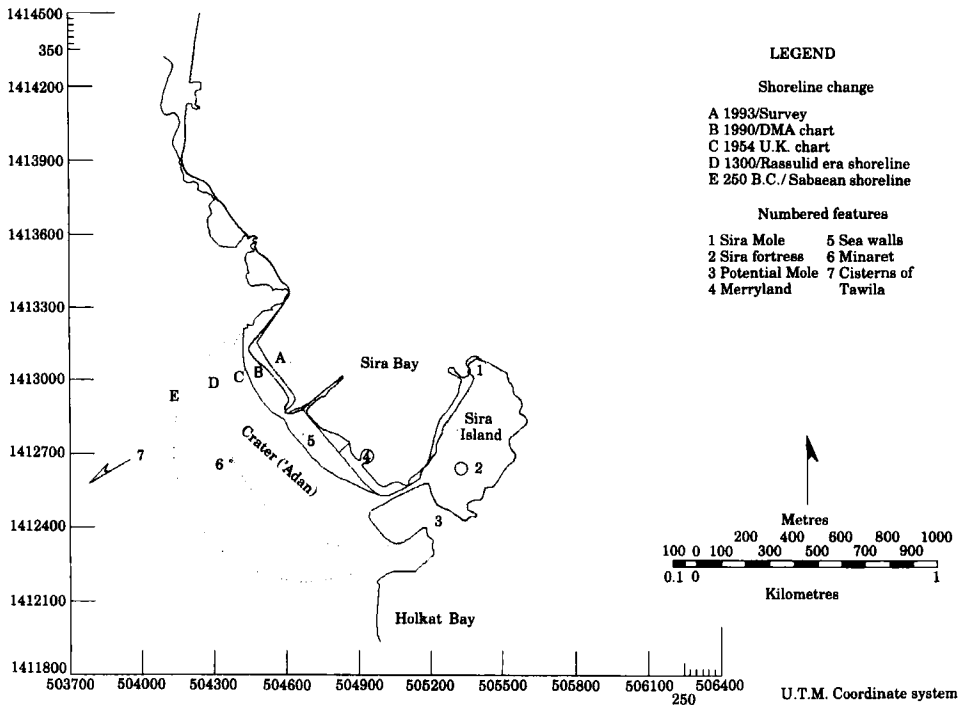 1414500
350
1414200
1413900
1413600
1413300
1413000
1412700
1412400
1412100
1411800
503700 504000 504300 504600 504900 505200 505500 505800 506100 506400
250
U.T.M. Coordinate system
LEGEND
Shoreline change
A 1993/Survey
B 1990/DMA chart
C 1954 U.K. chart
D 1300/Rassulid era shoreline
E 250 B.C./Sabaean shoreline
Numbered features
1 Sira Mole
2 Sira fortress
3 Potential Mole
4 Merryland
5 Sea walls
6 Minaret
7 Cisterns of
Tawila
A
B
C
D
E
Sira Bay
1
Sira
Island
2
5
4
Crater ('Adan)
6
7
3
Holkat Bay
Metres
200 400 600 800 1000
100 0 100 300 500 700 900
0.1 0 1
Kilometres